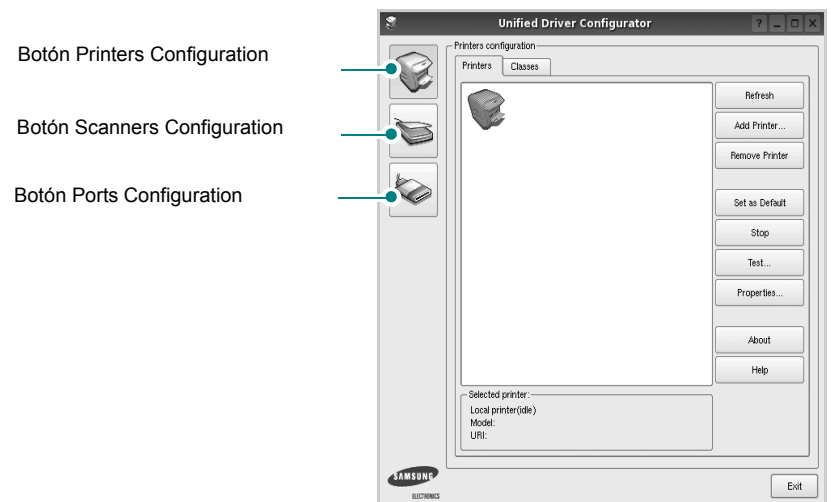 Botón Printers Configuration
Botón Scanners Configuration
Botón Ports Configuration
Unified Driver Configurator
Printers configuration
Printers
Classes
Refresh
Add Printer...
Remove Printer
Set as Default
Stop
Test...
Properties...
About
Help
Selected printer:
Local printer(idle)
Model:
URI:
SAMSUNG
ELECTRONICS
Exit